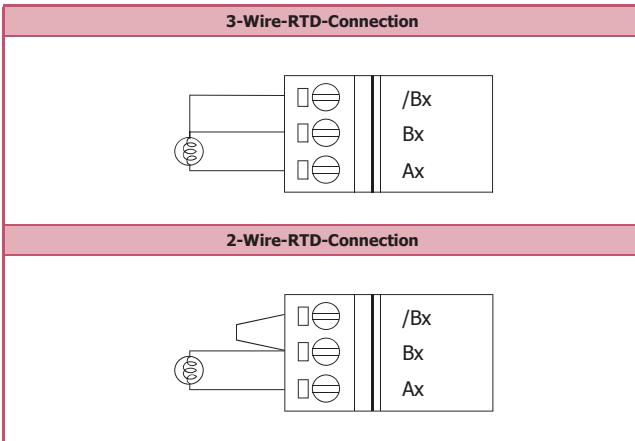 3-Wire-RTD-Connection
/Bx
Bx
Ax
2-Wire-RTD-Connection
/Bx
Bx
Ax